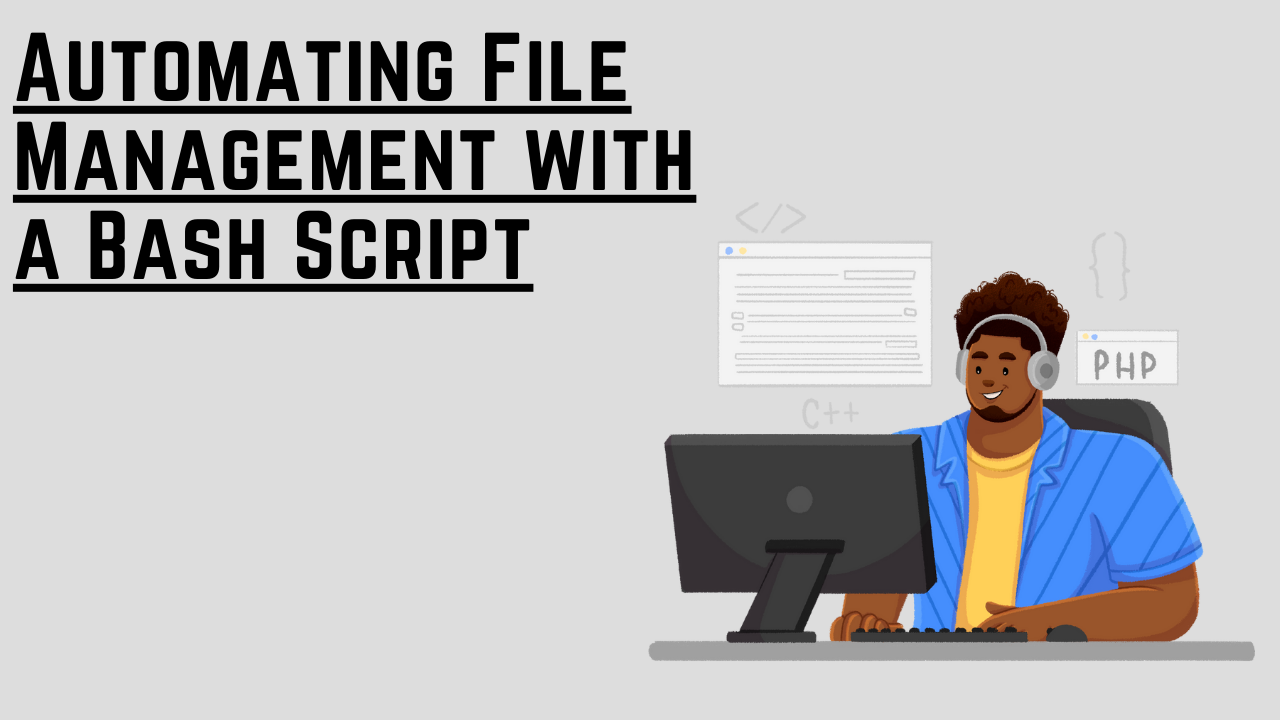 Automating File
Management with
a Bash Script
</>
{}
PHP
C++